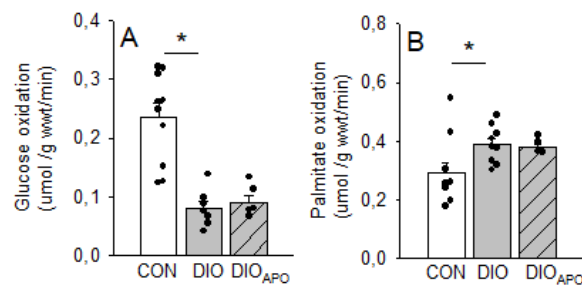 A
Glucose oxidation
(umol /g wwt/min)
0,4
0,3
0,2
0,1
0,0
*
CON DIO DIOAPO
B
Palmitate oxidation
(umol /g wwt/min)
0,8
0,6
0,4
0,2
0,0
*
CON DIO DIOAPO